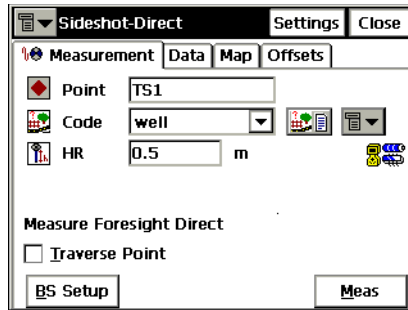 Sideshot-Direct Settings Close
Measurement Data Map Offsets
Point TS1
Code well
HR 0.5 m
Measure Foresight Direct
Traverse Point
BS Setup Meas